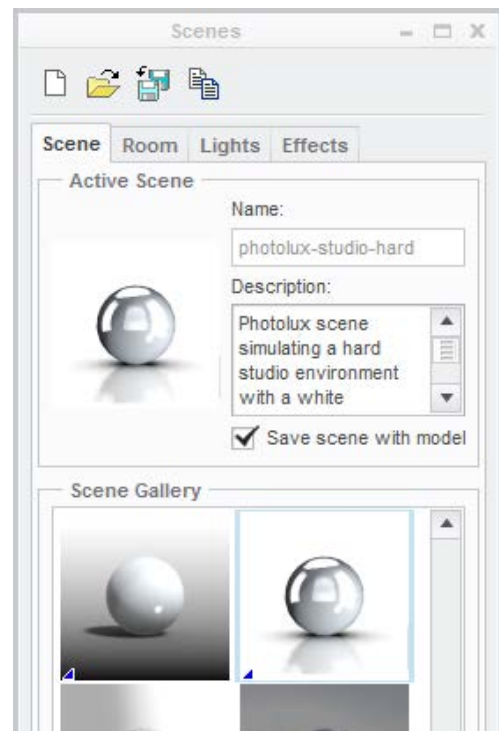 Scenes
Scene Room Lights Effects
Active Scene
Name:
photolux-studio-hard
Description:
Photolux scene
simulating a hard
studio environment
with a white
Save scene with model
Scene Gallery